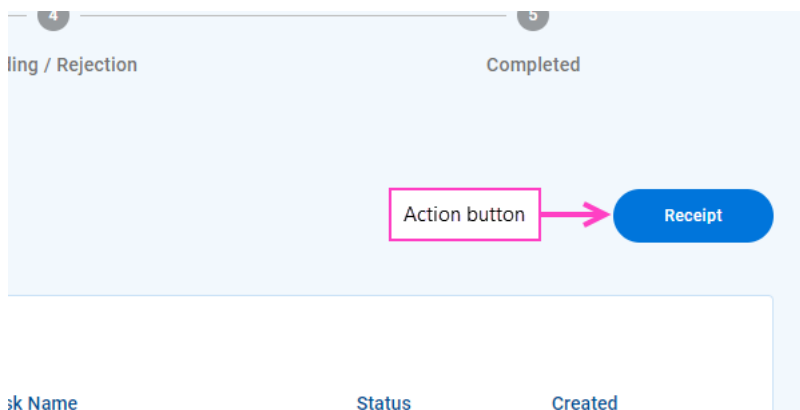 4 5
ling / Rejection Completed
Action button Receipt
sk Name Status Created